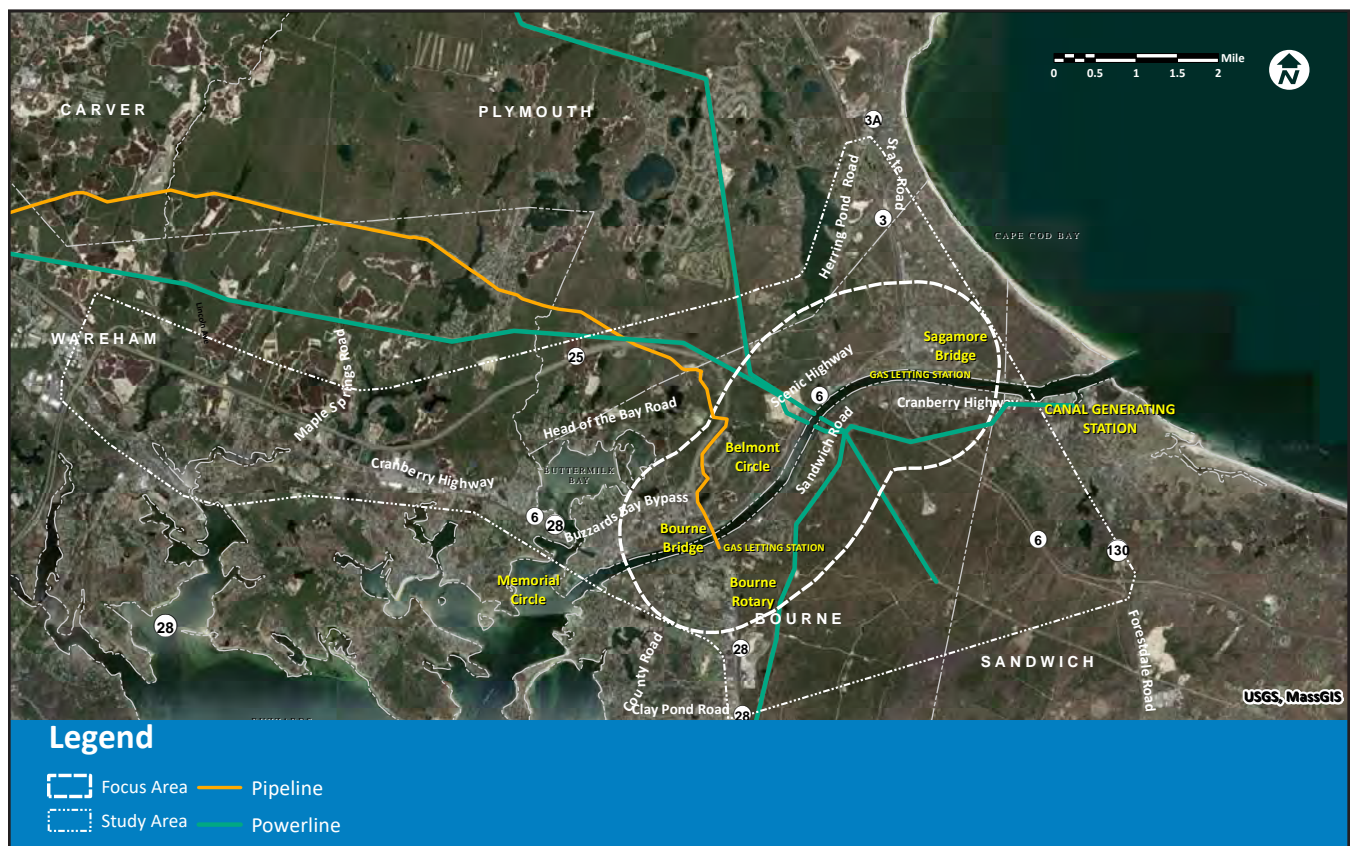 Mile
0 0.5 1 1.5 2
N
CARVER
PLYMOUTH
3A
State Road
Herring Pond Road
3
CAPE COD BAY
WAREHAM
Maple Springs Road
25
Sagamore
Bridge
GAS LETTING STATION
Scenic Highway
6
Cranberry Highway
CANAL GENERATING
STATION
Head of the Bay Road
Belmont
Circle
Sandwich Road
Cranberry Highway
BUTTERMILK
BAY
Buzzards Bay Bypass
6
28
Bourne
Bridge
GAS LETTING STATION
6
130
Memorial
Circle
Bourne
Rotary
BOURNE
28
28
SANDWICH
Forestdale Road
County Road
Clay Pond Road
28
USGS, MassGIS
Legend
Focus Area
Pipeline
Study Area
Powerline